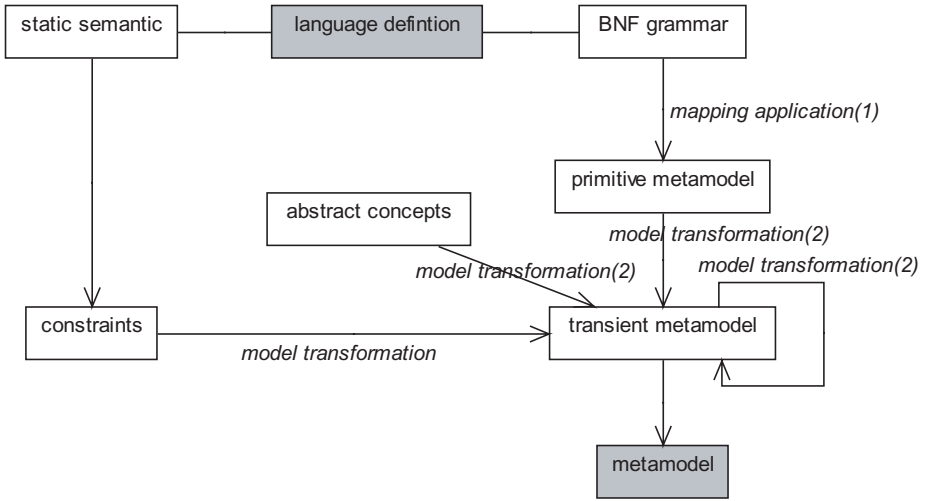 static semantic
language defintion
BNF grammar
mapping application(1)
primitive metamodel
abstract concepts
model transformation(2)
model transformation(2)
model transformation(2)
constraints
transient metamodel
model transformation
metamodel